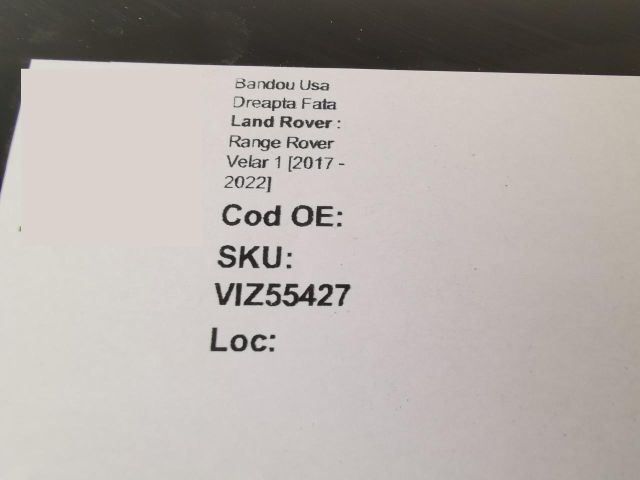 Bandou Usa
Dreapta Fata
Land Rover :
Range Rover
Velar 1 [2017 -
2022]
Cod OE:
SKU:
VIZ55427
Loc: